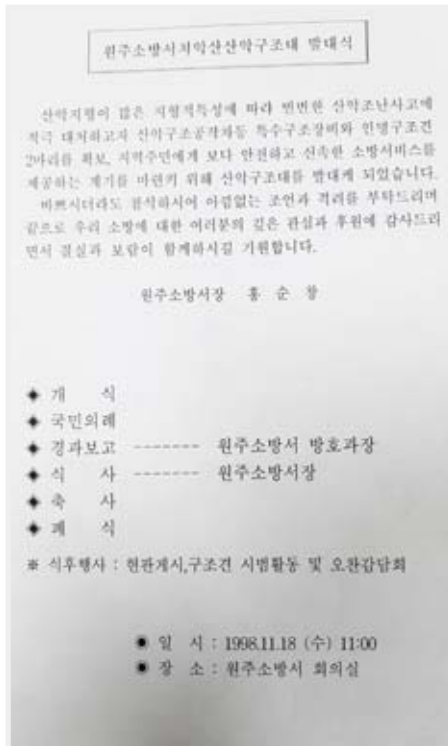 원주소방서치악산산악구조대 발대식
산악지형이 많은 지형적특성에 따라 빈번한 산악조난사고에
적극 대처하고자 산악구조공작차등 특수구조장비와 인명구조견
2마리를 확보, 지역주민에게 보다 안전하고 신속한 소방서비스를
제공하는 계기를 마련키 위해 산악구조대를 발대케 되었습니다.
바쁘시더라도 참석하시어 아낌없는 조언과 격려를 부탁드리며
끝으로 우리 소방에 대한 여러분의 깊은 관심과 후원에 감사드리
면서 결실과 보람이 함께하시길 기원합니다.
원주소방서장 홍 순 창
◆ 개 식
◆ 국민의례
◆ 경과보고 ------- 원주소방서 방호과장
◆ 식 사 ------- 원주소방서장
◆ 축 사
◆ 폐 식
※ 식후행사 : 현관게시,구조견 시범활동 및 오찬간담회
◉ 일 시 : 1998.11.18 (수) 11:00
◉ 장 소 : 원주소방서 회의실